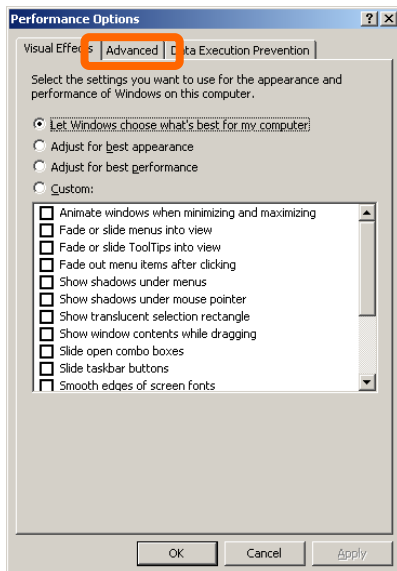 Performance Options
Visual Effects Advanced Data Execution Prevention
Select the settings you want to use for the appearance and
performance of Windows on this computer.
Let Windows choose what's best for my computer
Adjust for best appearance
Adjust for best performance
Custom:
Animate windows when minimizing and maximizing
Fade or slide menus into view
Fade or slide ToolTips into view
Fade out menu items after clicking
Show shadows under menus
Show shadows under mouse pointer
Show translucent selection rectangle
Show window contents while dragging
Slide open combo boxes
Slide taskbar buttons
Smooth edges of screen fonts
OK Cancel Apply